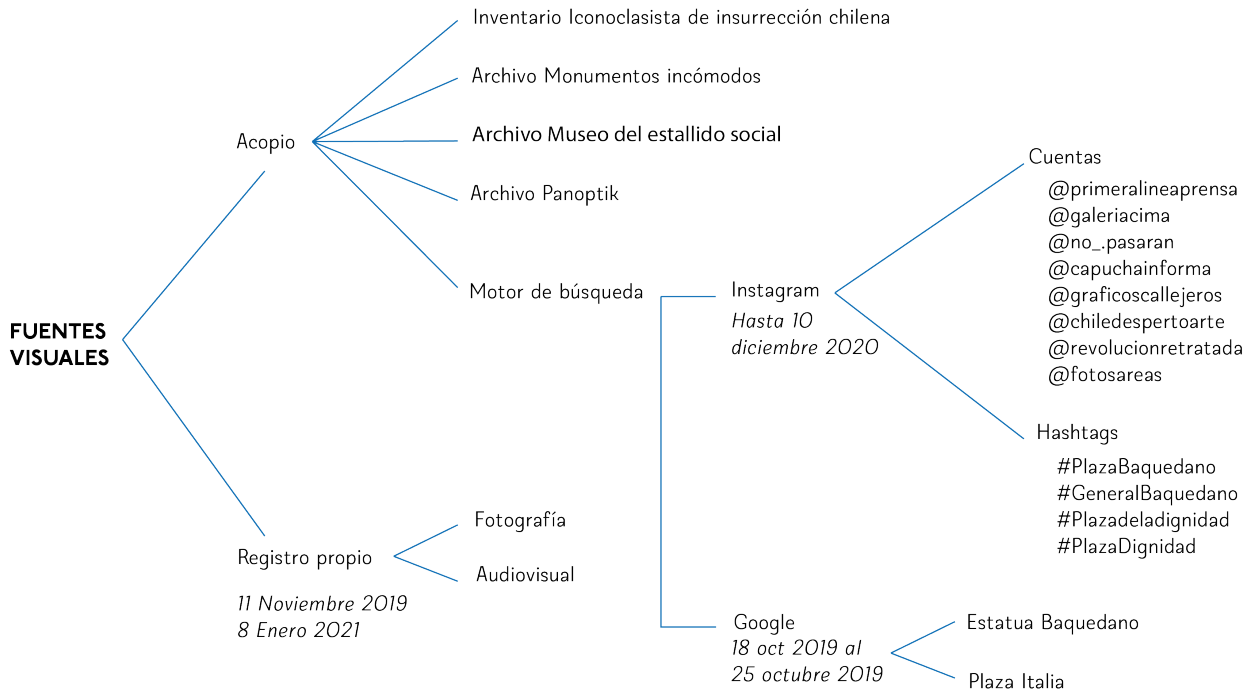 FUENTES
VISUALES
Acopio
Inventario Iconoclasista de insurrección chilena
Archivo Monumentos incómodos
Archivo Museo del estallido social
Archivo Panoptik
Motor de búsqueda
Instagram
Hasta 10
diciembre 2020
Cuentas
@primeralineaprensa
@galeriacima
@no_.pasaran
@capuchainforma
@graficoscallejeros
@chiledespertoarte
@revolucionretratada
@fotosareas
Hashtags
#PlazaBaquedano
#GeneralBaquedano
#Plazadeladignidad
#PlazaDignidad
Google
18 oct 2019 al
25 octubre 2019
Estatua Baquedano
Plaza Italia
Registro propio
11 Noviembre 2019
8 Enero 2021
Fotografía
Audiovisual